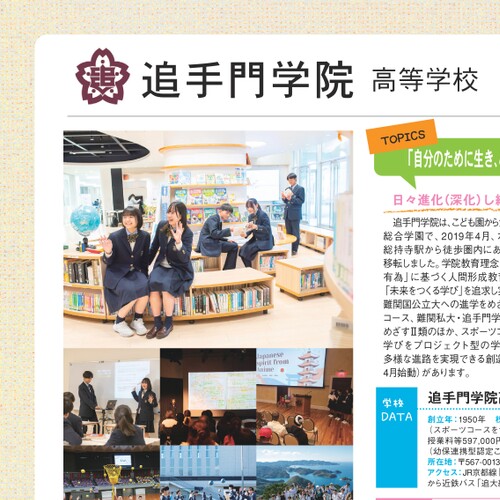 追手門学院 高等学校
TOPICS
「自分のために生き、
日々進化（深化）し
追手門学院は、こども園から
総合学園で、2019年4月、
総持寺駅から徒歩圏内にあ
移転しました。学院教育理念
有為」に基づく人間形成教
「未来をつくる学び」を追求し
難関国公立大への進学をめ
コース、難関私大・追手門学
めざすⅡ類のほか、スポーツコ
学びをプロジェクト型の学
多様な進路を実現できる創
4月始動）があります。
Japanese
Spirit from
学校
DATA
追手門学院
創立年：1950年
（スポーツコースを
授業料等597,000円
（幼保連携型認定こ
所在地：〒567-0013
アクセス：JR京都線
から近鉄バス「追大